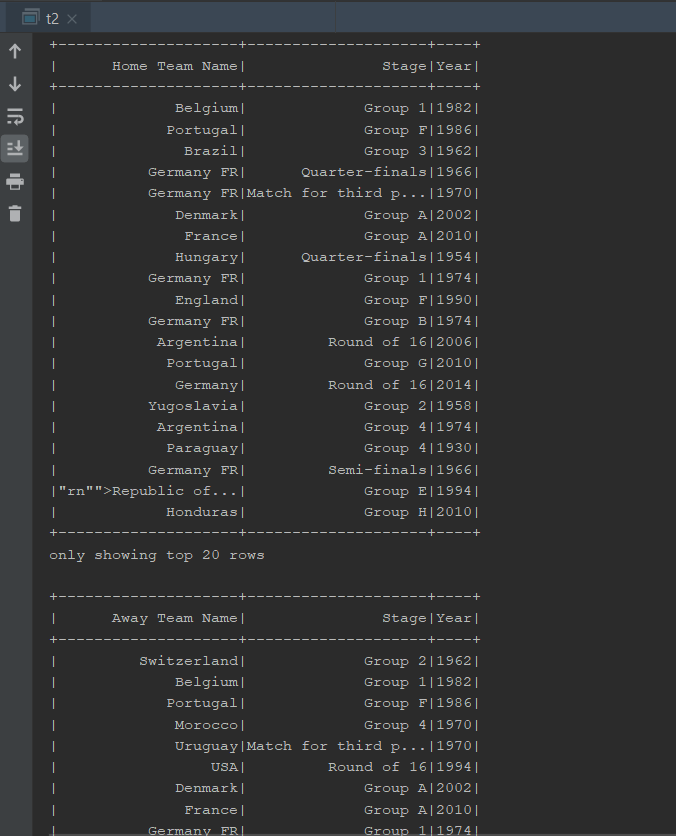 t2
+--------------------+--------------------+----+
|      Home Team Name|               Stage|Year|
+--------------------+--------------------+----+
|             Belgium|             Group 1|1982|
|            Portugal|             Group F|1986|
|              Brazil|             Group 3|1962|
|          Germany FR|      Quarter-finals|1966|
|          Germany FR|Match for third p...|1970|
|             Denmark|             Group A|2002|
|              France|             Group A|2010|
|             Hungary|      Quarter-finals|1954|
|          Germany FR|             Group 1|1974|
|             England|             Group F|1990|
|          Germany FR|             Group B|1974|
|           Argentina|         Round of 16|2006|
|            Portugal|             Group G|2010|
|             Germany|         Round of 16|2014|
|          Yugoslavia|             Group 2|1958|
|           Argentina|             Group 4|1974|
|            Paraguay|             Group 4|1930|
|          Germany FR|         Semi-finals|1966|
|"rn"">Republic of...|             Group E|1994|
|            Honduras|             Group H|2010|
+--------------------+--------------------+----+
only showing top 20 rows
+--------------------+--------------------+----+
|      Away Team Name|               Stage|Year|
+--------------------+--------------------+----+
|         Switzerland|             Group 2|1962|
|             Belgium|             Group 1|1982|
|            Portugal|             Group F|1986|
|             Morocco|             Group 4|1970|
|             Uruguay|Match for third p...|1970|
|                 USA|         Round of 16|1994|
|             Denmark|             Group A|2002|
|              France|             Group A|2010|
|          Germany FR|             Group 1|1974|